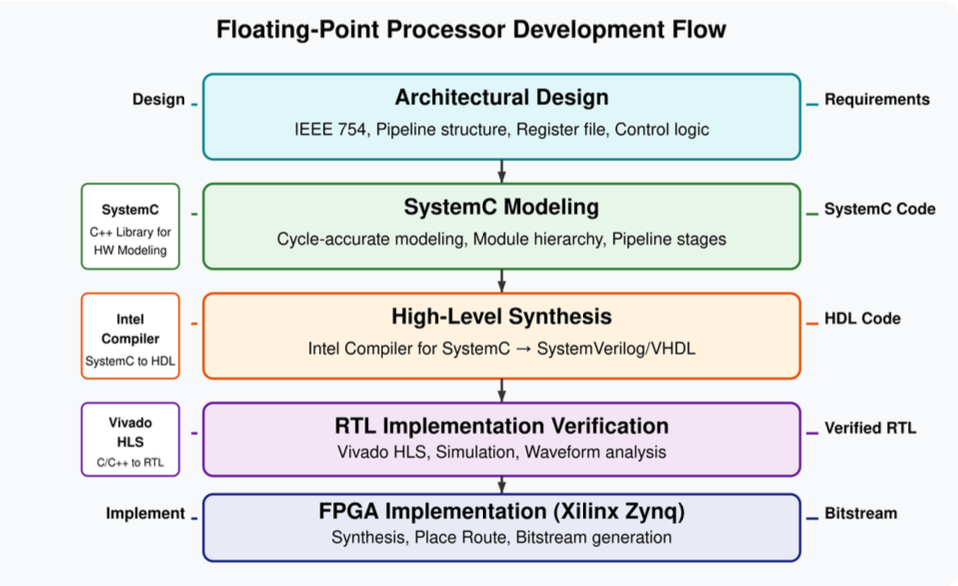 Floating-Point Processor Development Flow
Design
Architectural Design
IEEE 754, Pipeline structure, Register file, Control logic
Requirements
SystemC
C++ Library for
HW Modeling
SystemC Modeling
Cycle-accurate modeling, Module hierarchy, Pipeline stages
SystemC Code
Intel
Compiler
SystemC to HDL
High-Level Synthesis
Intel Compiler for SystemC → SystemVerilog/VHDL
HDL Code
Vivado
HLS
C/C++ to RTL
RTL Implementation Verification
Vivado HLS, Simulation, Waveform analysis
Verified RTL
Implement
FPGA Implementation (Xilinx Zynq)
Synthesis, Place Route, Bitstream generation
Bitstream